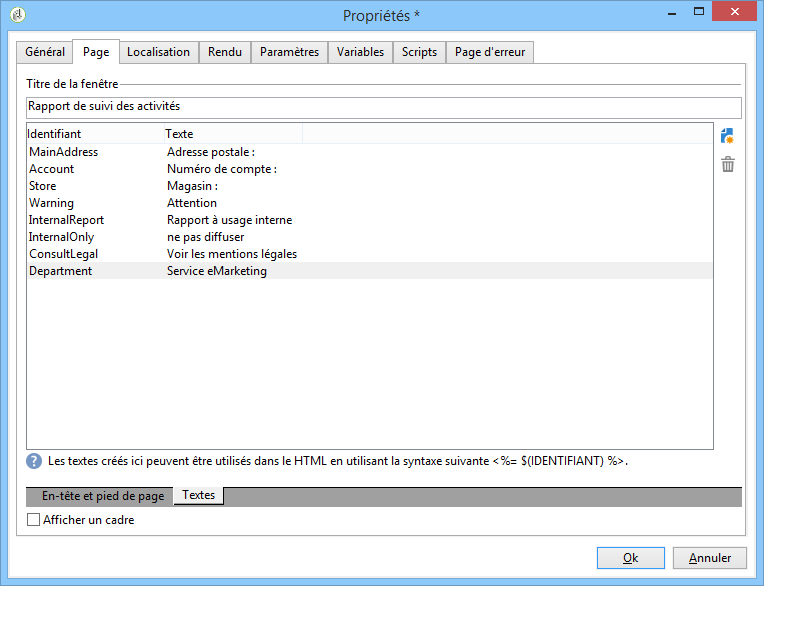 Propriétés *
Général Page Localisation Rendu Paramètres Variables Scripts Page d'erreur
Titre de la fenêtre
Rapport de suivi des activités
Identifiant Texte
MainAddress Adresse postale :
Account Numéro de compte :
Store Magasin :
Warning Attention
InternalReport Rapport à usage interne
InternalOnly ne pas diffuser
ConsultLegal Voir les mentions légales
Department Service eMarketing
? Les textes créés ici peuvent être utilisés dans le HTML en utilisant la syntaxe suivante <%= $(IDENTIFIANT) %>.
En-tête et pied de page Textes
Afficher un cadre
Ok Annuler